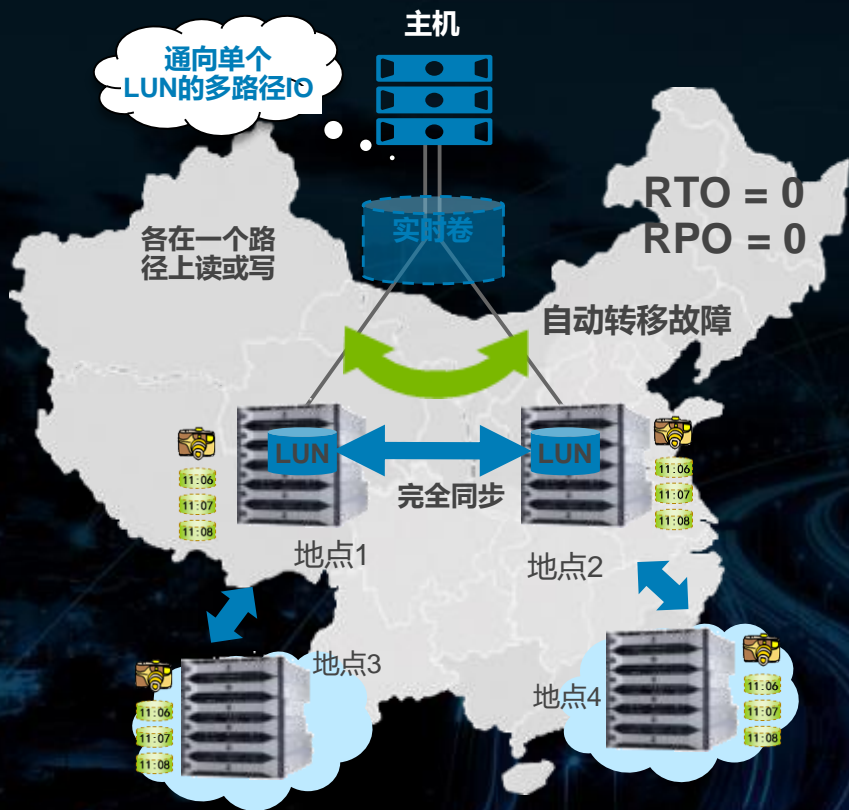 主机
通向单个
LUN的多路径IO
RTO = 0
RPO = 0
实时卷
各在一个路
径上读或写
自动转移故障
LUN
LUN
11:06
11:07
11:08
11:06
11:07
11:08
完全同步
地点1
地点2
地点3
地点4
11:06
11:07
11:08
11:06
11:07
11:08